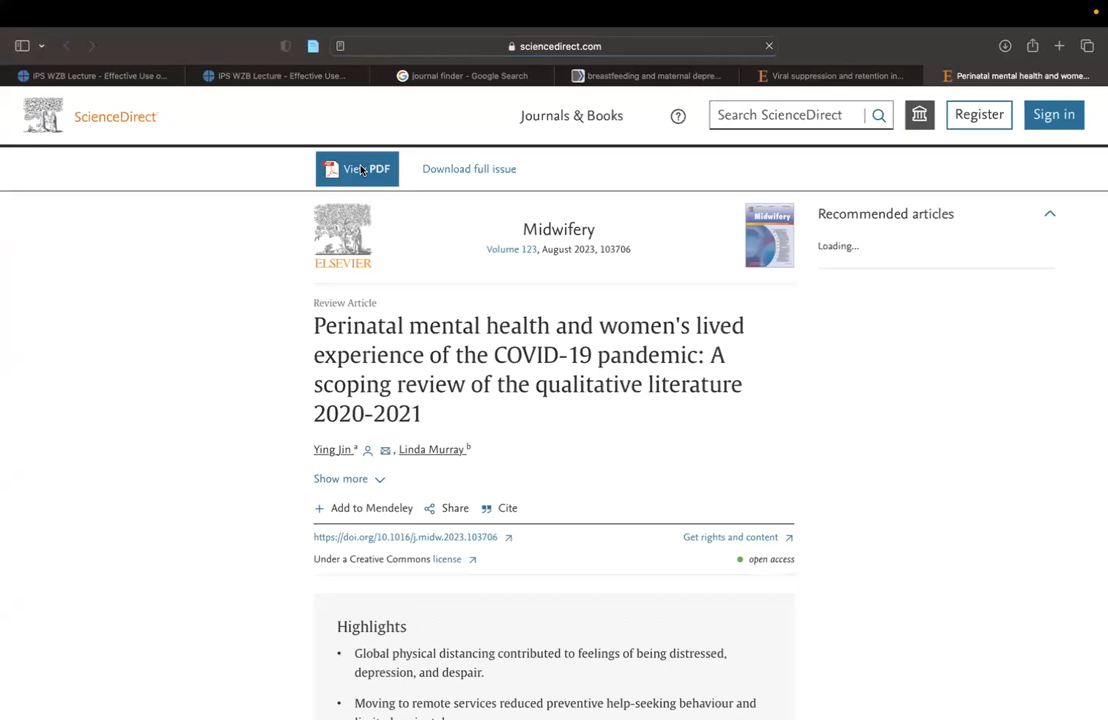 sciencedirect.com
IPS WZB Lecture - Effective Use o...
IPS WZB Lecture - Effective Use...
journal finder - Google Search
breastfeeding and maternal depre...
Viral suppression and retention in...
Perinatal mental health and wome...
ScienceDirect
Journals & Books
Search ScienceDirect
Register
Sign in
View PDF
Download full issue
ELSEVIER
Midwifery
Volume 123, August 2023, 103706
Midwifery
Recommended articles
Loading...
Review Article
Perinatal mental health and women's lived
experience of the COVID-19 pandemic: A
scoping review of the qualitative literature
2020-2021
Ying Jin a, Linda Murray b
Show more
Add to Mendeley Share Cite
https://doi.org/10.1016/j.midw.2023.103706
Get rights and content
Under a Creative Commons license
open access
Highlights
• Global physical distancing contributed to feelings of being distressed,
depression, and despair.
• Moving to remote services reduced preventive help-seeking behaviour and